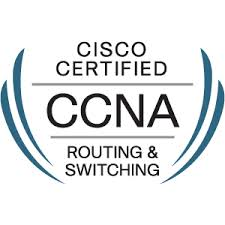 CISCO
CERTIFIED
CCNA
ROUTING &
SWITCHING